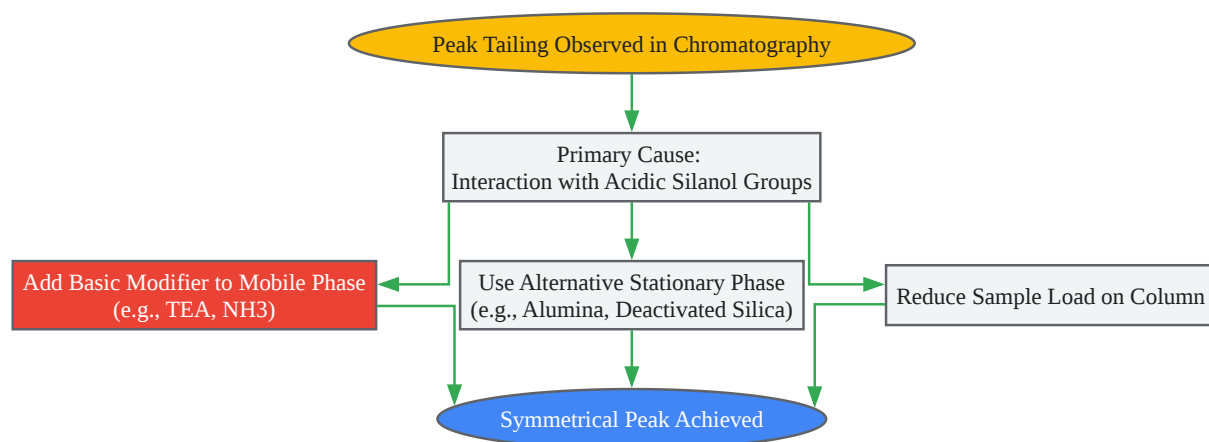 Peak Tailing Observed in Chromatography
Primary Cause:
Interaction with Acidic Silanol Groups
Add Basic Modifier to Mobile Phase
(e.g., TEA, NH3)
Use Alternative Stationary Phase
(e.g., Alumina, Deactivated Silica)
Reduce Sample Load on Column
Symmetrical Peak Achieved